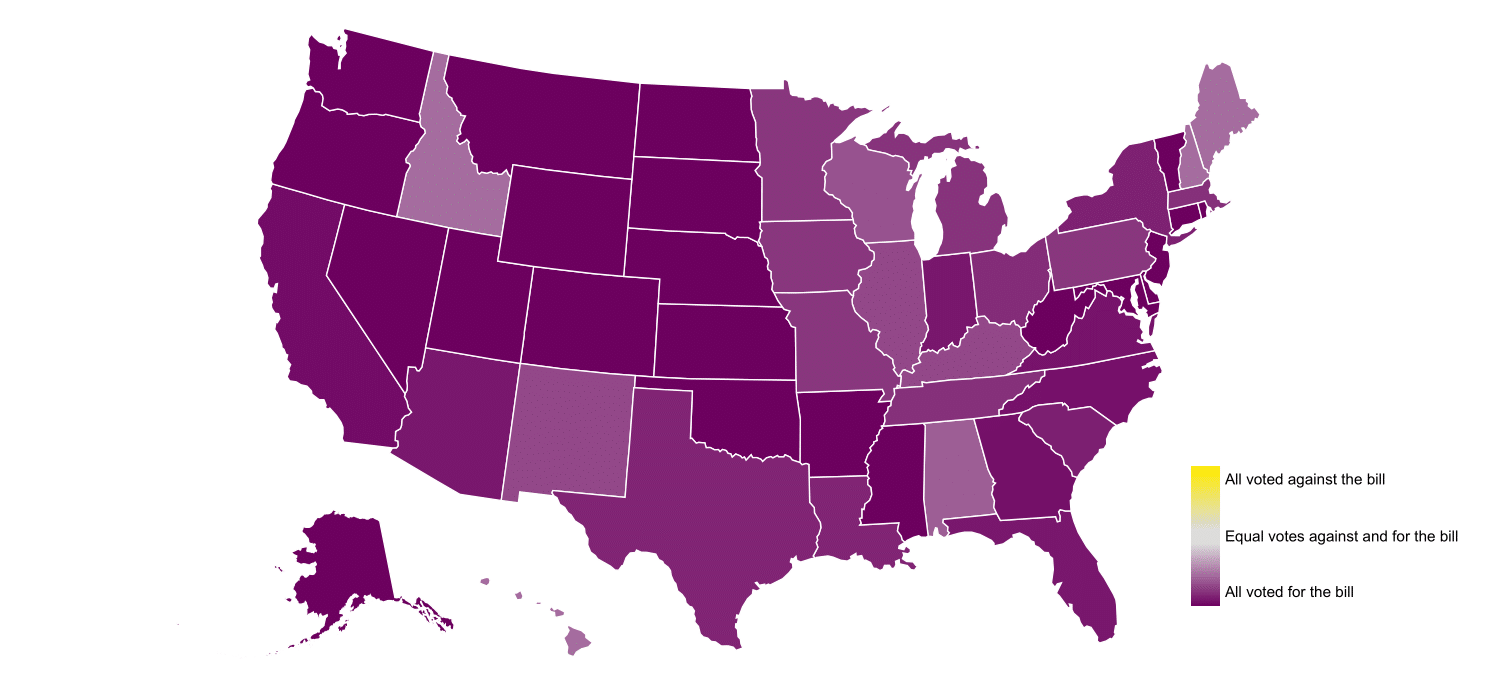 All voted against the bill
Equal votes against and for the bill
All voted for the bill